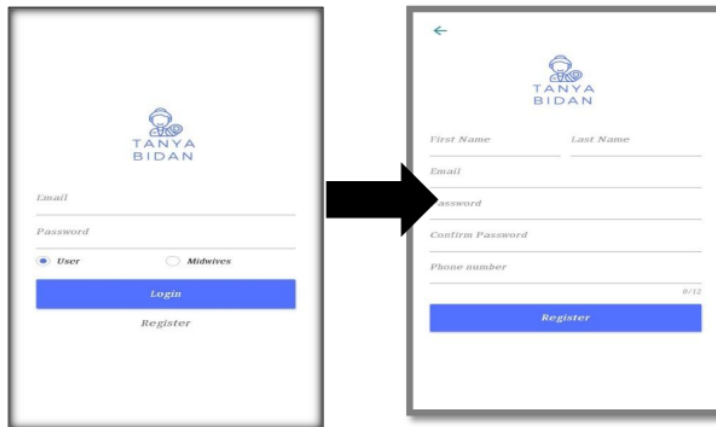 TANYA
BIDAN
Email
Password
User Midwives
Login
Register
TANYA
BIDAN
First Name Last Name
Email
assword
Confirm Password
Phone number
0/12
Register